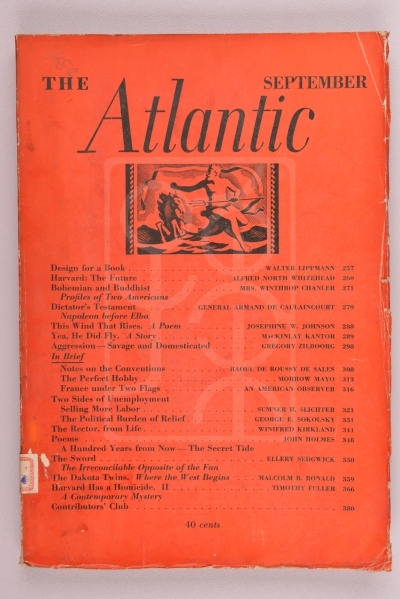 THE SEPTEMBER
Atlantic
Design for a Book WALTER LIPPMANN 257
Harvard: The Future ALFRED NORTH WHITEHEAD 260
Bohemian and Buddhist MRS. WINTHROP CHANLER 271
Profiles of Two Americans
Dictator's Testament GENERAL ARMAND DE CAULAINCOURT 279
Napoleon before Elba
This Wind That Rises. A Poem JOSEPHINE W. JOHNSON 288
Yea, He Did Fly. A Story MACKINLAY KANTOR 289
Aggression — Savage and Domesticated GREGORY ZILBOORG 298
In Brief
Notes on the Conventions RAOUL DE ROUSSY DE SALES 308
The Perfect Hobby MORROW MAYO 313
France under Two Flags AN AMERICAN OBSERVER 316
Two Sides of Unemployment
Selling More Labor SUMNER H. SLICHTER 321
The Political Burden of Relief GEORGE E. SOKOLSKY 331
The Rector, from Life WINIFRED KIRKLAND 341
Poems JOHN HOLMES 348
A Hundred Years from Now — The Secret Tide
The Sword ELLERY SEDGWICK 350
The Irreconcilable Opposite of the Fan
The Dakota Twins. Where the West Begins MALCOLM B. RONALD 359
Harvard Has a Homicide. II TIMOTHY FULLER 366
A Contemporary Mystery
Contributors' Club 380
40 cents